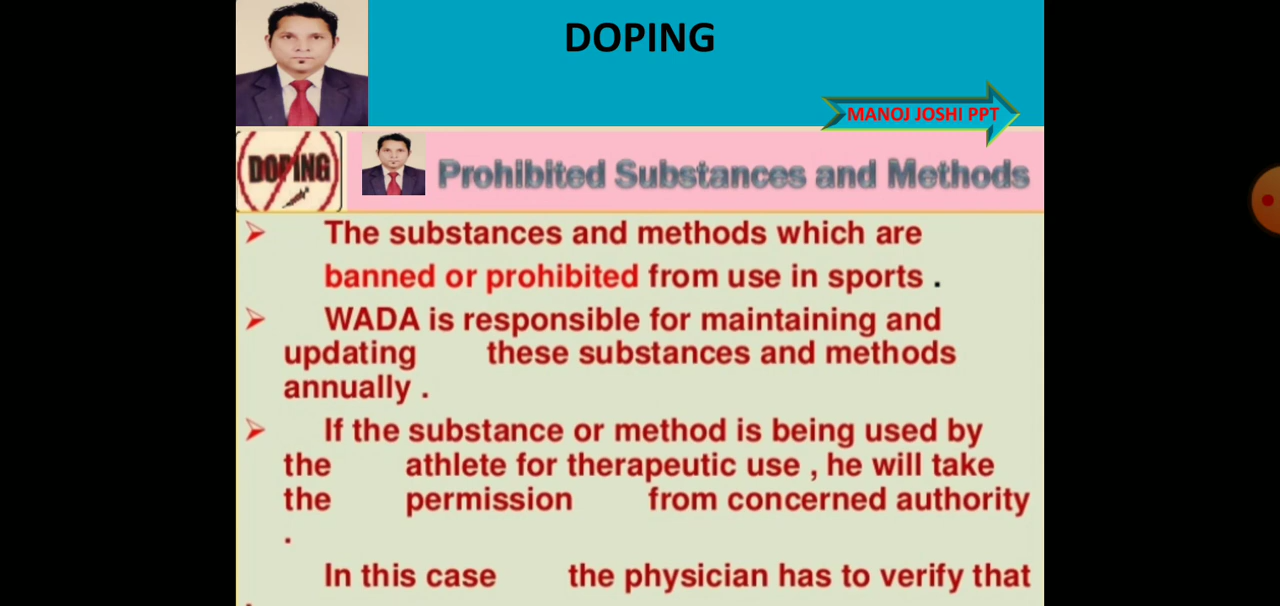 DOPING
MANOJ JOSHI PPT
DOPING
Prohibited Substances and Methods
The substances and methods which are
banned or prohibited from use in sports .
WADA is responsible for maintaining and
updating these substances and methods
annually .
If the substance or method is being used by
the athlete for therapeutic use , he will take
the permission from concerned authority
.
In this case the physician has to verify that